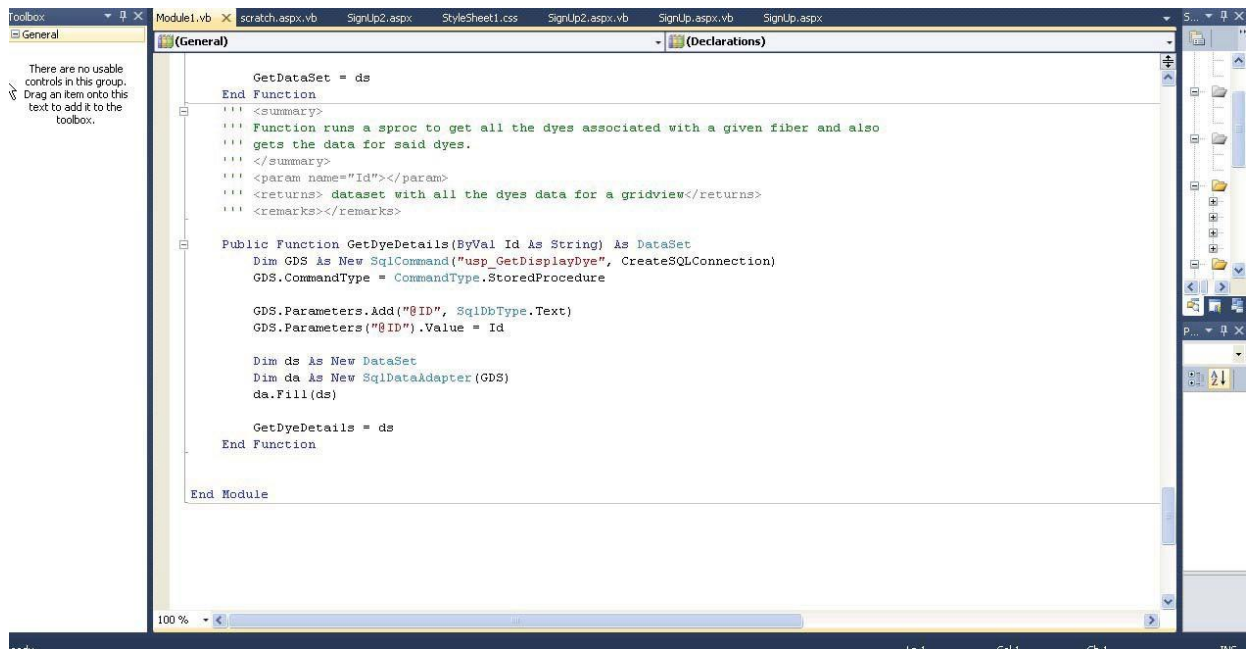 Toolbox
Module1.vb
scratch.aspx.vb
SignUp2.aspx
StyleSheet1.css
SignUp2.aspx.vb
SignUp.aspx.vb
SignUp.aspx
S...
General
(General)
(Declarations)
There are no usable
controls in this group.
Drag an item onto this
text to add it to the
toolbox.
GetDataSet = ds
End Function
''' <summary>
''' Function runs a sproc to get all the dyes associated with a given fiber and also
''' gets the data for said dyes.
''' </summary>
''' <param name="Id"></param>
''' <returns> dataset with all the dyes data for a gridview</returns>
''' <remarks></remarks>
Public Function GetDyeDetails(ByVal Id As String) As DataSet
Dim GDS As New SqlCommand("usp_GetDisplayDye", CreateSQLConnection)
GDS.CommandType = CommandType.StoredProcedure
GDS.Parameters.Add("@ID", SqlDbType.Text)
GDS.Parameters("@ID").Value = Id
Dim ds As New DataSet
Dim da As New SqlDataAdapter(GDS)
da.Fill(ds)
GetDyeDetails = ds
End Function
End Module
P...
100 %